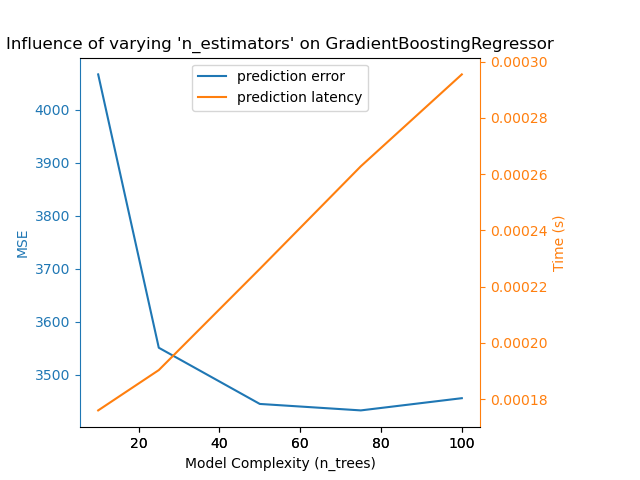 Influence of varying 'n_estimators' on GradientBoostingRegressor
prediction error
prediction latency
MSE
4000
3900
3800
3700
3600
3500
0.00030
0.00028
0.00026
0.00024
0.00022
0.00020
0.00018
Time (s)
20 40 60 80 100
Model Complexity (n_trees)